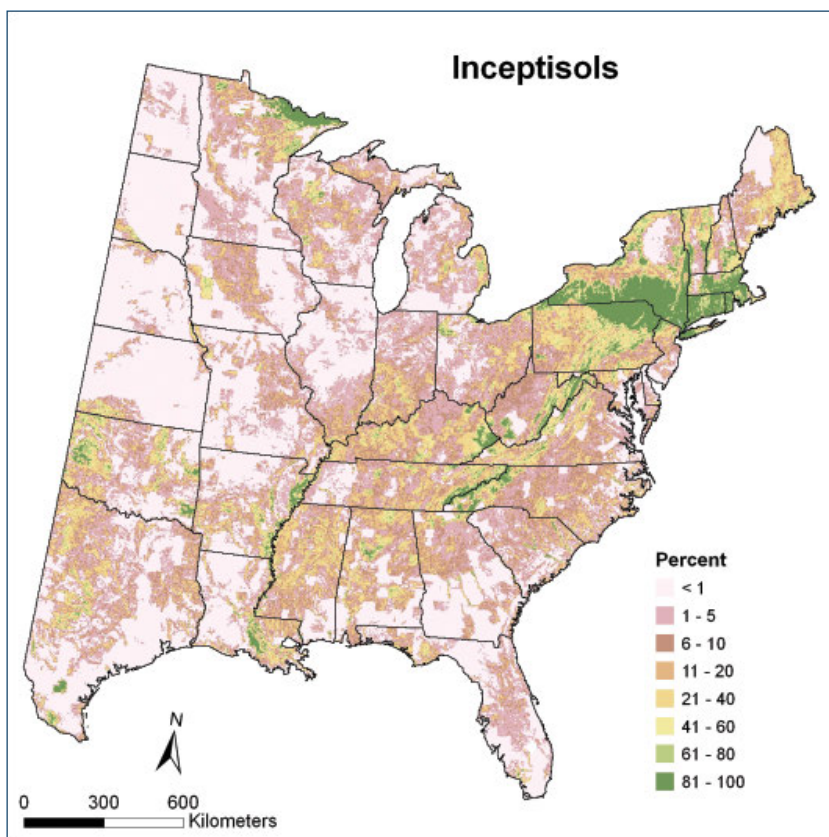 Inceptisols
Percent
< 1
1 - 5
6 - 10
11 - 20
21 - 40
41 - 60
61 - 80
81 - 100
N
0 300 600
Kilometers